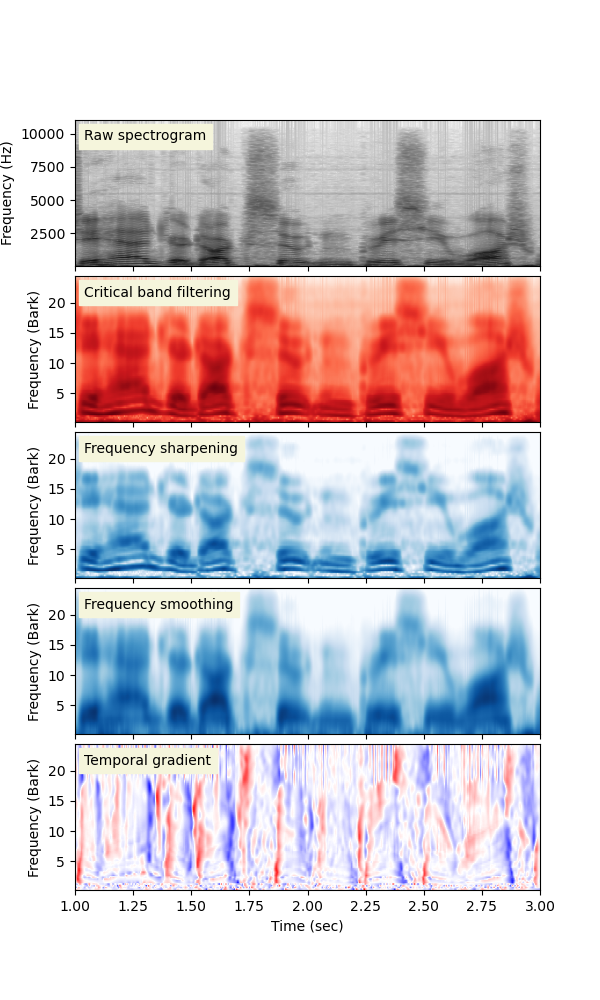 Raw spectrogram
10000
7500
5000
2500
Frequency (Hz)
Critical band filtering
20
15
10
5
Frequency (Bark)
Frequency sharpening
20
15
10
5
Frequency (Bark)
Frequency smoothing
20
15
10
5
Frequency (Bark)
Temporal gradient
20
15
10
5
Frequency (Bark)
1.00 1.25 1.50 1.75 2.00 2.25 2.50 2.75 3.00
Time (sec)